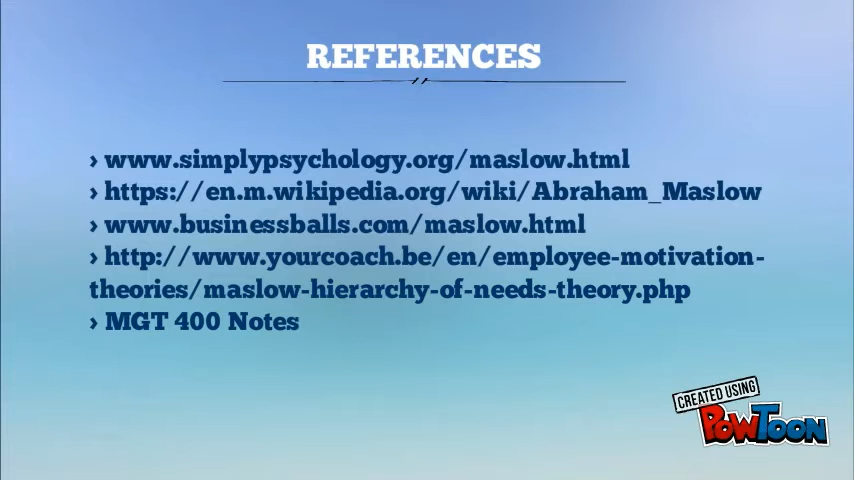 REFERENCES
› www.simplypsychology.org/maslow.html
› https://en.m.wikipedia.org/wiki/Abraham_Maslow
› www.businessballs.com/maslow.html
› http://www.yourcoach.be/en/employee-motivation-
theories/maslow-hierarchy-of-needs-theory.php
› MGT 400 Notes
CREATED USING
POWTOON